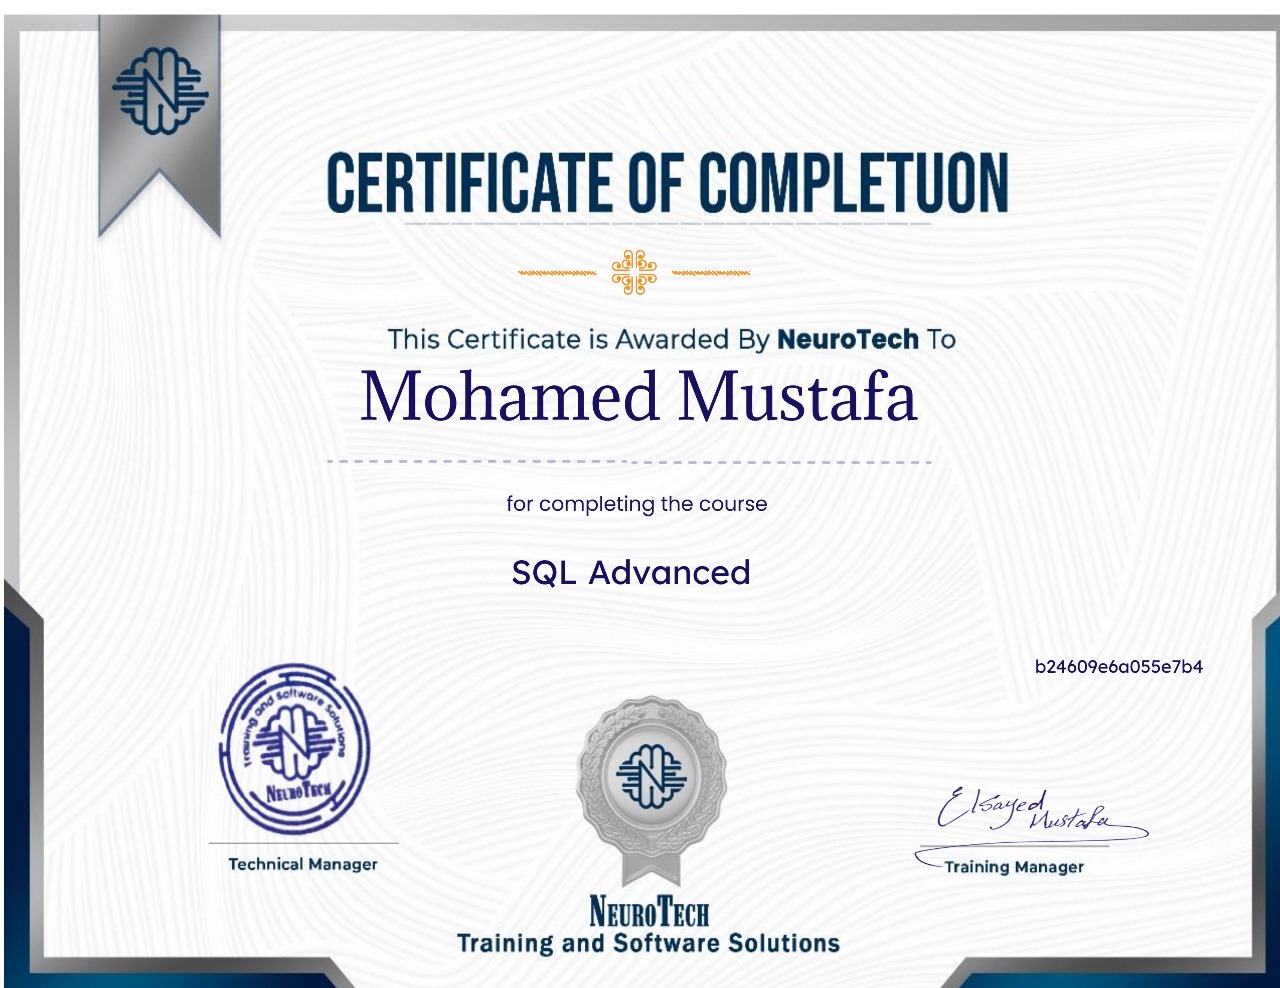 CERTIFICATE OF COMPLETUON
This Certificate is Awarded By NeuroTech To
Mohamed Mustafa
for completing the course
SQL Advanced
b24609e6a055e7b4
Training and Software Solutions
NEUROTECH
Technical Manager
Elsayed
Mustafa
Training Manager
NEUROTECH
Training and Software Solutions